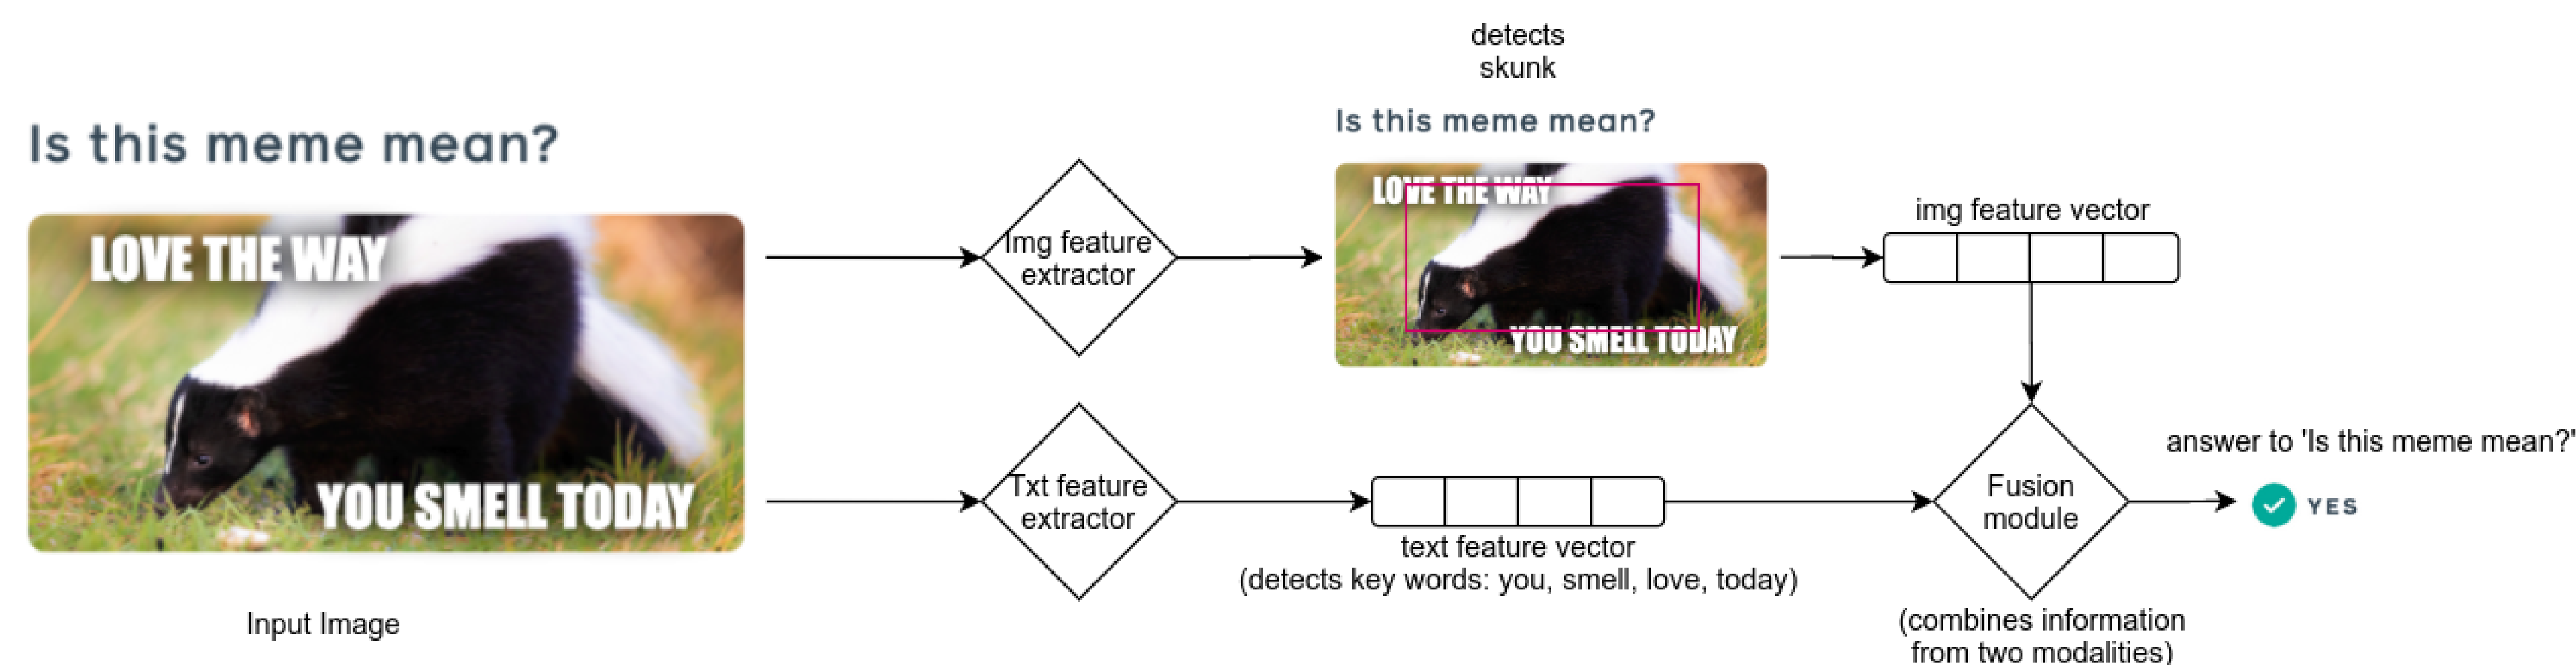 Is this meme mean?
LOVE THE WAY
YOU SMELL TODAY
Input Image
Img feature
extractor
Txt feature
extractor
detects
skunk
Is this meme mean?
LOVE THE WAY
YOU SMELL TODAY
img feature vector
text feature vector
(detects key words: you, smell, love, today)
Fusion
module
(combines information
from two modalities)
answer to 'Is this meme mean?'
YES